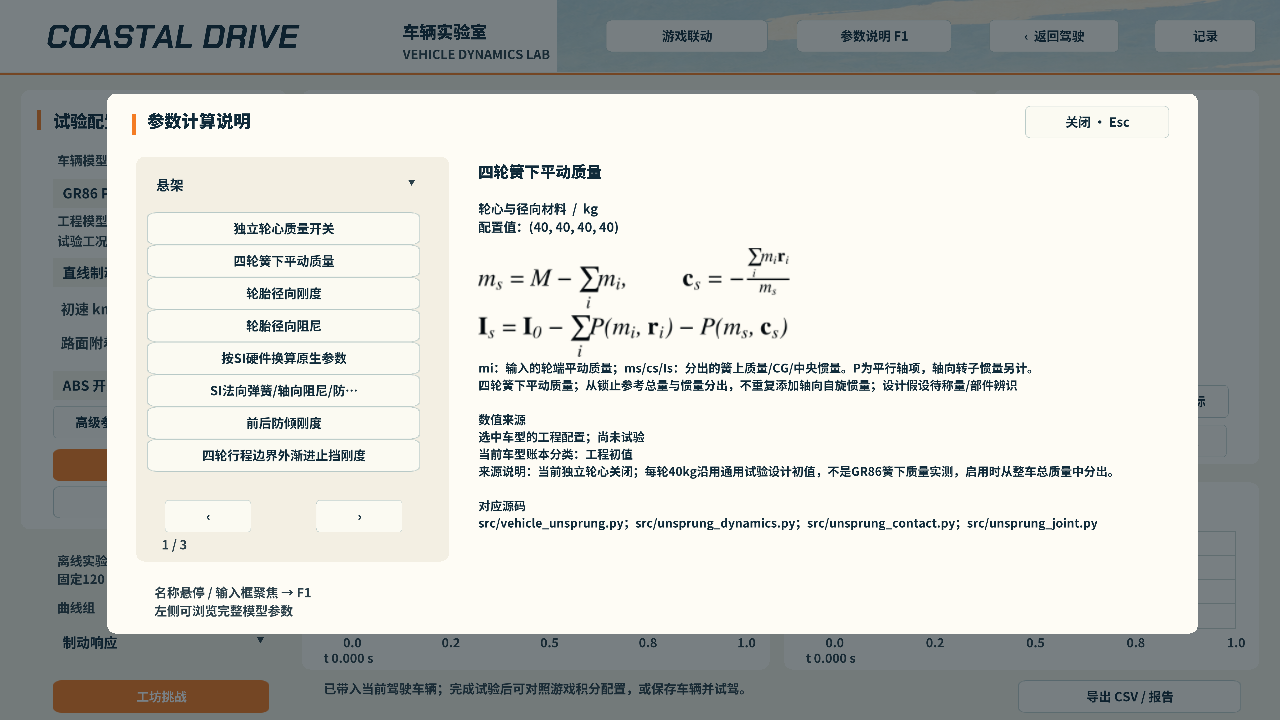 COASTAL DRIVE
车辆实验室
VEHICLE DYNAMICS LAB
游戏联动
参数说明 F1
‹ 返回驾驶
记录
试验配
车辆模型
GR86 P
工程模型
试验工况
直线制动
初速 km
路面附着
ABS 开
高级参
参数计算说明
关闭 · Esc
悬架 ▼
独立轮心质量开关
四轮簧下平动质量
轮胎径向刚度
轮胎径向阻尼
按SI硬件换算原生参数
SI法向弹簧/轴向阻尼/防…
前后防倾刚度
四轮行程边界外渐进止挡刚度
‹ ›
1 / 3
名称悬停 / 输入框聚焦 → F1
左侧可浏览完整模型参数
四轮簧下平动质量
轮心与径向材料 / kg
配置值：(40, 40, 40, 40)
m_s = M − ∑_i m_i, c_s = − (∑_i m_i r_i) / m_s
I_s = I_0 − ∑_i P(m_i, r_i) − P(m_s, c_s)
mi：输入的轮端平动质量；ms/cs/Is：分出的簧上质量/CG/中央惯量。P为平行轴项，轴向转子惯量另计。
四轮簧下平动质量；从锁止参考总量与惯量分出，不重复添加轴向自旋惯量；设计假设待称量/部件辨识
数值来源
选中车型的工程配置；尚未试验
当前车型账本分类：工程初值
来源说明：当前独立轮心关闭；每轮40kg沿用通用试验设计初值，不是GR86簧下质量实测，启用时从整车总质量中分出。
对应源码
src/vehicle_unsprung.py；src/unsprung_dynamics.py；src/unsprung_contact.py；src/unsprung_joint.py
标
离线实验
固定120
曲线组
制动响应 ▼
0.0 0.2 0.5 0.8 1.0
t 0.000 s
0.0 0.2 0.5 0.8 1.0
t 0.000 s
工坊挑战
已带入当前驾驶车辆；完成试验后可对照游戏积分配置，或保存车辆并试驾。
导出 CSV / 报告